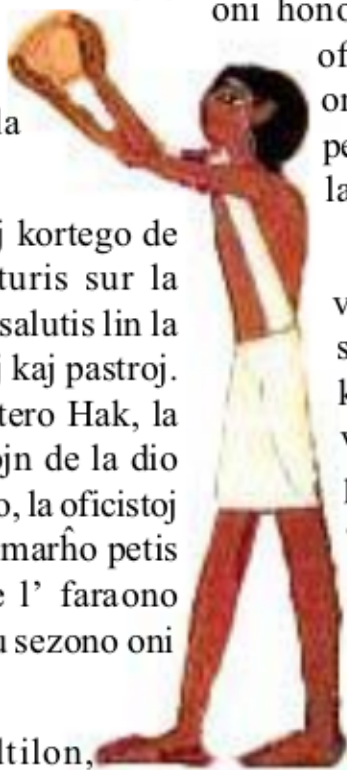 la
j kortego de
turis sur la
salutis lin la
j kaj pastroj.
tero Hak, la
ojn de la dio
o, la oficistoj
marĥo petis
e l’ faraono
u sezono oni
ltilon,
oni hono
of
or
pe
la
v
s
k
v